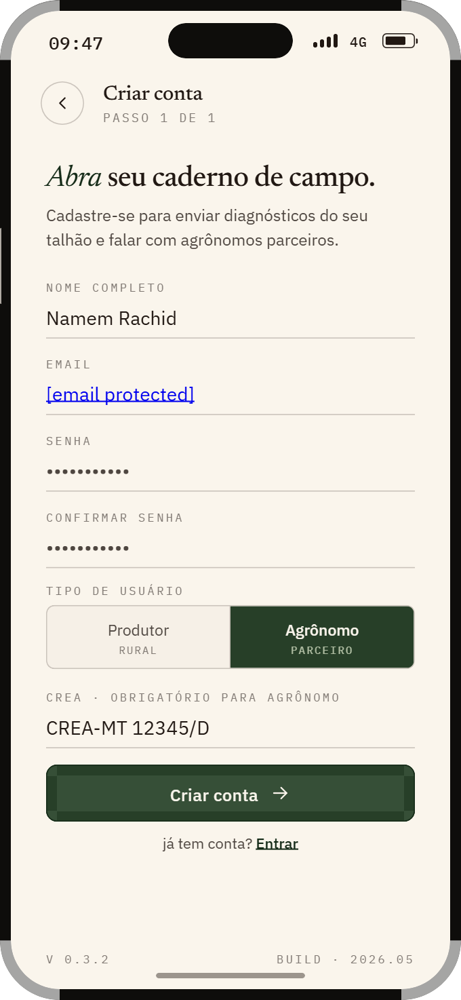 09:47
4G
Criar conta
PASSO 1 DE 1
Abra seu caderno de campo.
Cadastre-se para enviar diagnósticos do seu
talhão e falar com agrônomos parceiros.
NOME COMPLETO
Namem Rachid
EMAIL
[email protected]
SENHA
•••••••••••
CONFIRMAR SENHA
•••••••••••
TIPO DE USUÁRIO
Produtor
RURAL
Agrônomo
PARCEIRO
CREA · OBRIGATÓRIO PARA AGRÔNOMO
CREA-MT 12345/D
Criar conta →
já tem conta? Entrar
V 0.3.2
BUILD · 2026.05